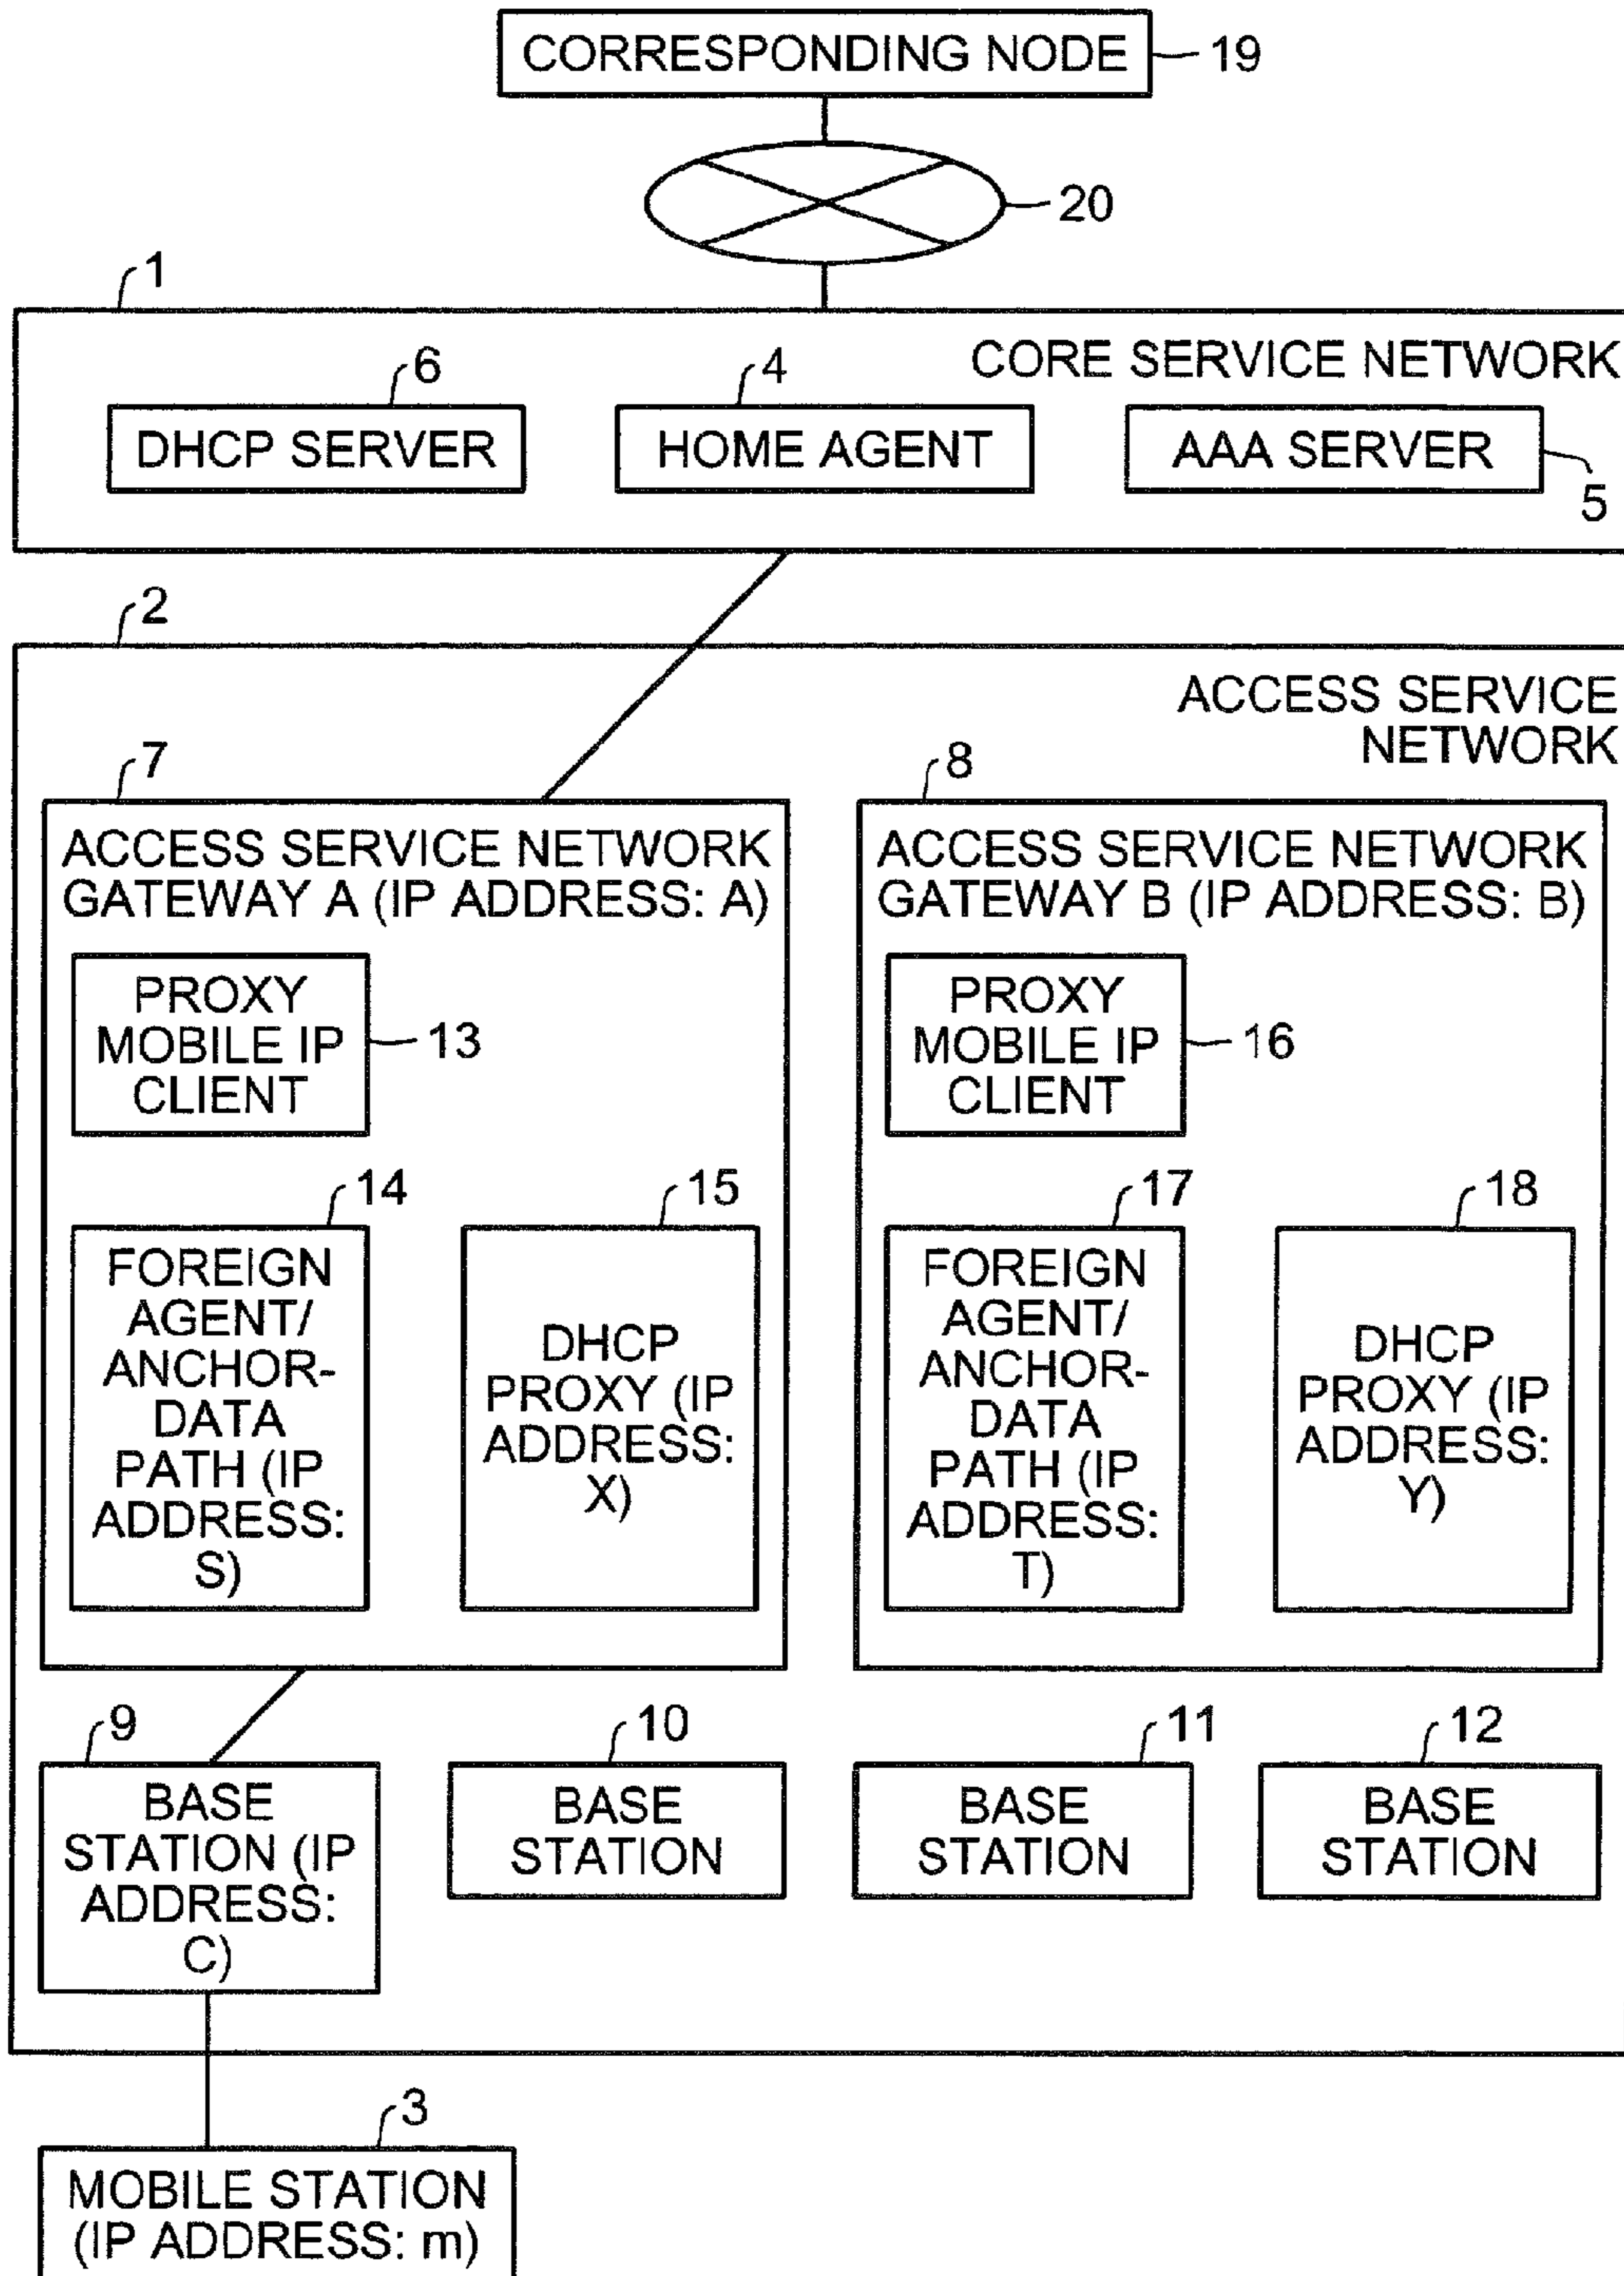 CORRESPONDING NODE
19
20
1
CORE SERVICE NETWORK
6
4
DHCP SERVER
HOME AGENT
AAA SERVER
5
2
ACCESS SERVICE
NETWORK
7
8
ACCESS SERVICE NETWORK
GATEWAY A (IP ADDRESS: A)
PROXY
MOBILE IP
CLIENT
13
14
15
FOREIGN
AGENT/
ANCHOR-
DATA
PATH (IP
ADDRESS:
S)
DHCP
PROXY (IP
ADDRESS:
X)
ACCESS SERVICE NETWORK
GATEWAY B (IP ADDRESS: B)
PROXY
MOBILE IP
CLIENT
16
17
18
FOREIGN
AGENT/
ANCHOR-
DATA
PATH (IP
ADDRESS:
T)
DHCP
PROXY (IP
ADDRESS:
Y)
9
10
11
12
BASE
STATION (IP
ADDRESS:
C)
BASE
STATION
BASE
STATION
BASE
STATION
3
MOBILE STATION
(IP ADDRESS: m)